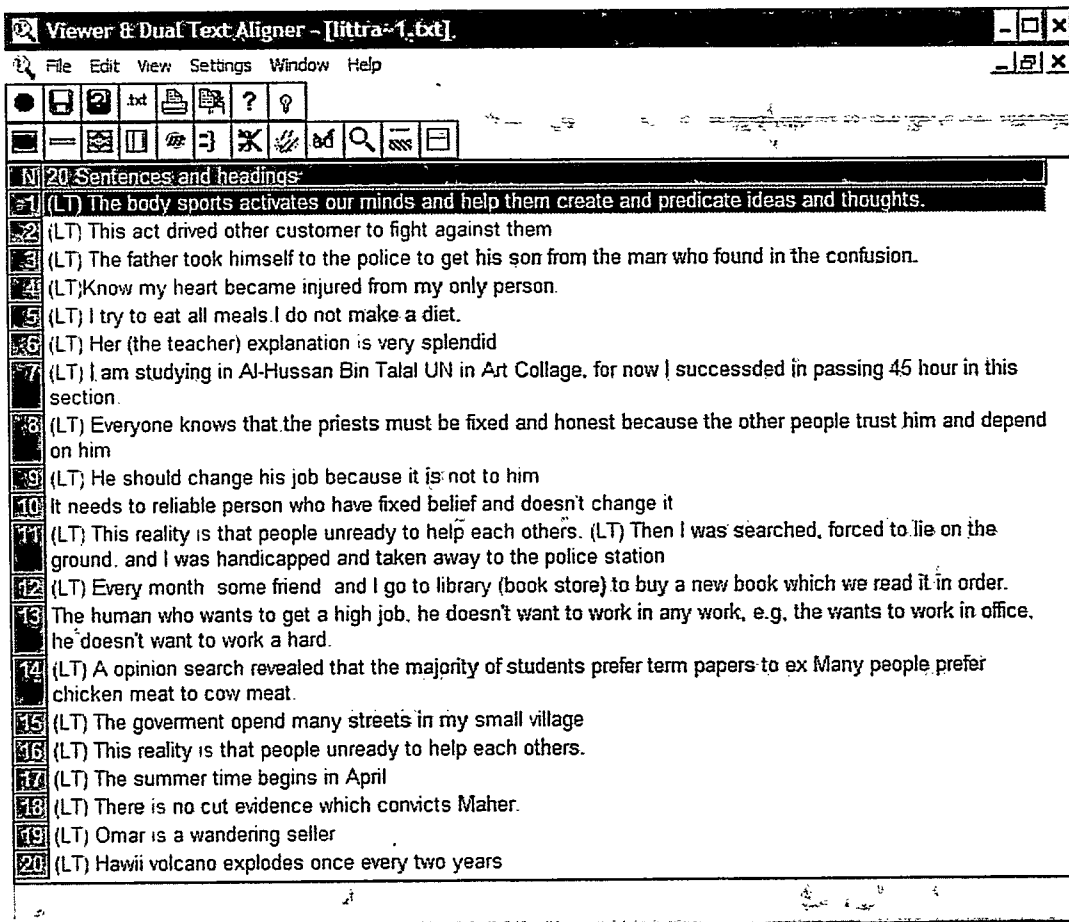 Viewer & Dual Text Aligner - [littra~1.txt]
File Edit View Settings Window Help
.txt ?
ad
N 20 Sentences and headings
1 (LT) The body sports activates our minds and help them create and predicate ideas and thoughts.
2 (LT) This act drived other customer to fight against them
3 (LT) The father took himself to the police to get his son from the man who found in the confusion.
4 (LT;Know my heart became injured from my only person.
5 (LT) I try to eat all meals.I do not make a diet.
6 (LT) Her (the teacher) explanation is very splendid
7 (LT) I am studying in Al-Hussan Bin Talal UN in Art Collage, for now I successded in passing 45 hour in this
section.
8 (LT) Everyone knows that the priests must be fixed and honest because the other people trust him and depend
on him
9 (LT) He should change his job because it is not to him
10 It needs to reliable person who have fixed belief and doesn't change it
11 (LT) This reality is that people unready to help each others. (LT) Then I was searched, forced to lie on the
ground. and I was handicapped and taken away to the police station
12 (LT) Every month some friend and I go to library (book store) to buy a new book which we read it in order.
13 The human who wants to get a high job, he doesn't want to work in any work, e.g, the wants to work in office,
he doesn't want to work a hard.
14 (LT) A opinion search revealed that the majority of students prefer term papers to ex Many people prefer
chicken meat to cow meat.
15 (LT) The goverment opend many streets in my small village
16 (LT) This reality is that people unready to help each others.
17 (LT) The summer time begins in April
18 (LT) There is no cut evidence which convicts Maher.
19 (LT) Omar is a wandering seller
20 (LT) Hawii volcano explodes once every two years